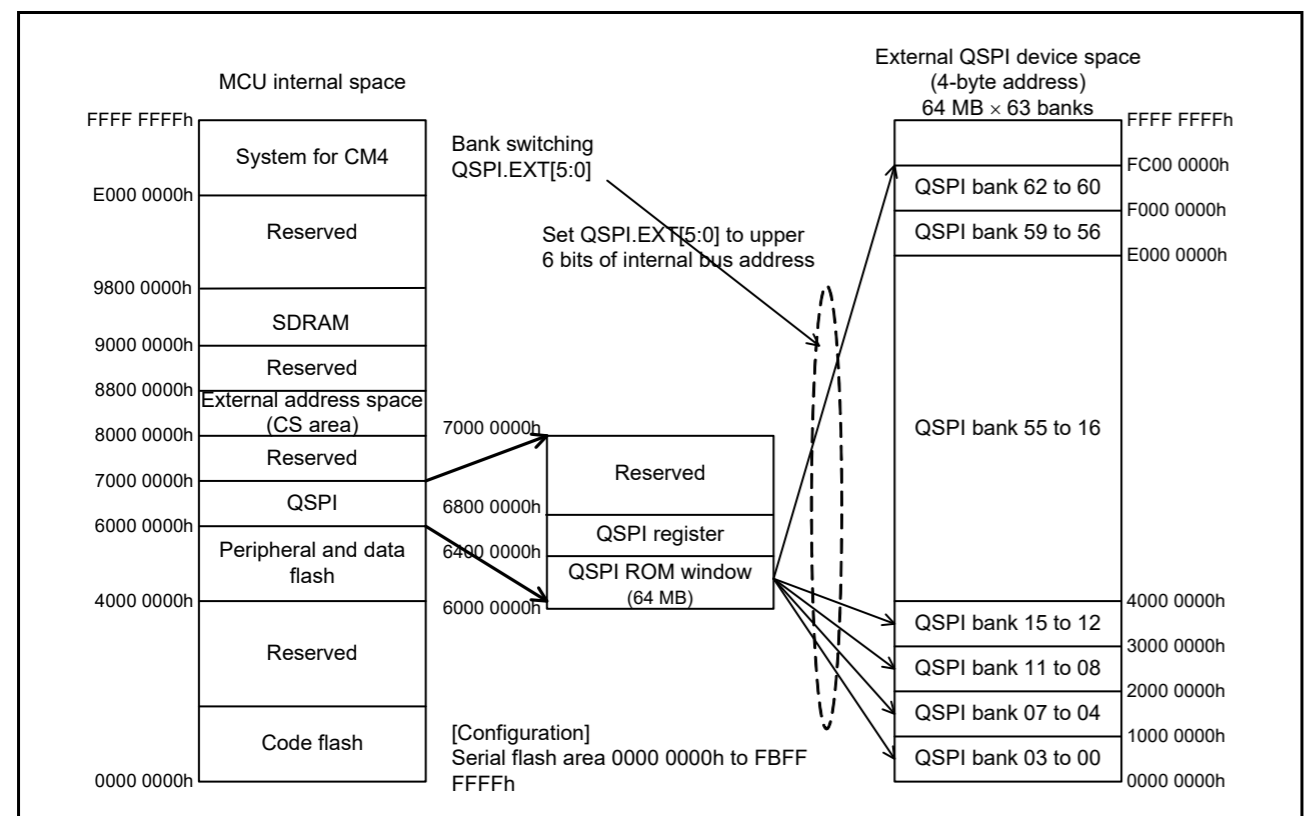 MCU internal space
FFFF FFFFh
System for CM4
E000 0000h
Reserved
9800 0000h
SDRAM
9000 0000h
Reserved
8800 0000h
External address space
(CS area)
8000 0000h
Reserved
7000 0000h
QSPI
6000 0000h
Peripheral and data
flash
4000 0000h
Reserved
Code flash
0000 0000h
Bank switching
QSPI.EXT[5:0]
Set QSPI.EXT[5:0] to upper
6 bits of internal bus address
7000 0000h
Reserved
6800 0000h
QSPI register
6400 0000h
QSPI ROM window
(64 MB)
6000 0000h
[Configuration]
Serial flash area 0000 0000h to FBFF
FFFFh
External QSPI device space
(4-byte address)
64 MB × 63 banks
FFFF FFFFh
FC00 0000h
QSPI bank 62 to 60
F000 0000h
QSPI bank 59 to 56
E000 0000h
QSPI bank 55 to 16
4000 0000h
QSPI bank 15 to 12
3000 0000h
QSPI bank 11 to 08
2000 0000h
QSPI bank 07 to 04
1000 0000h
QSPI bank 03 to 00
0000 0000h